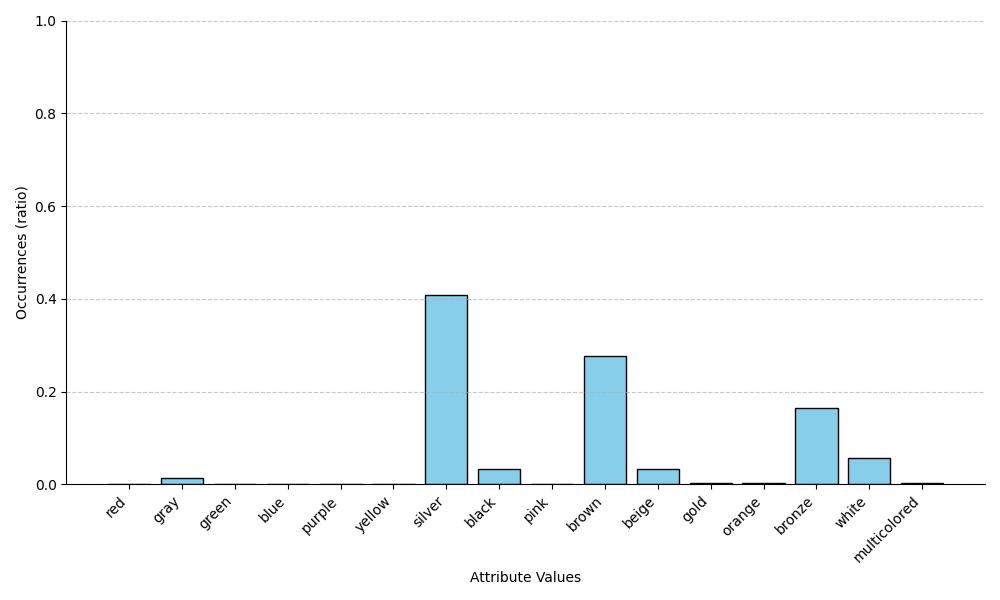 1.0
0.8
0.6
0.4
0.2
0.0
Occurrences (ratio)
red
gray
green
blue
purple
yellow
silver
black
pink
brown
beige
gold
orange
bronze
white
multicolored
Attribute Values